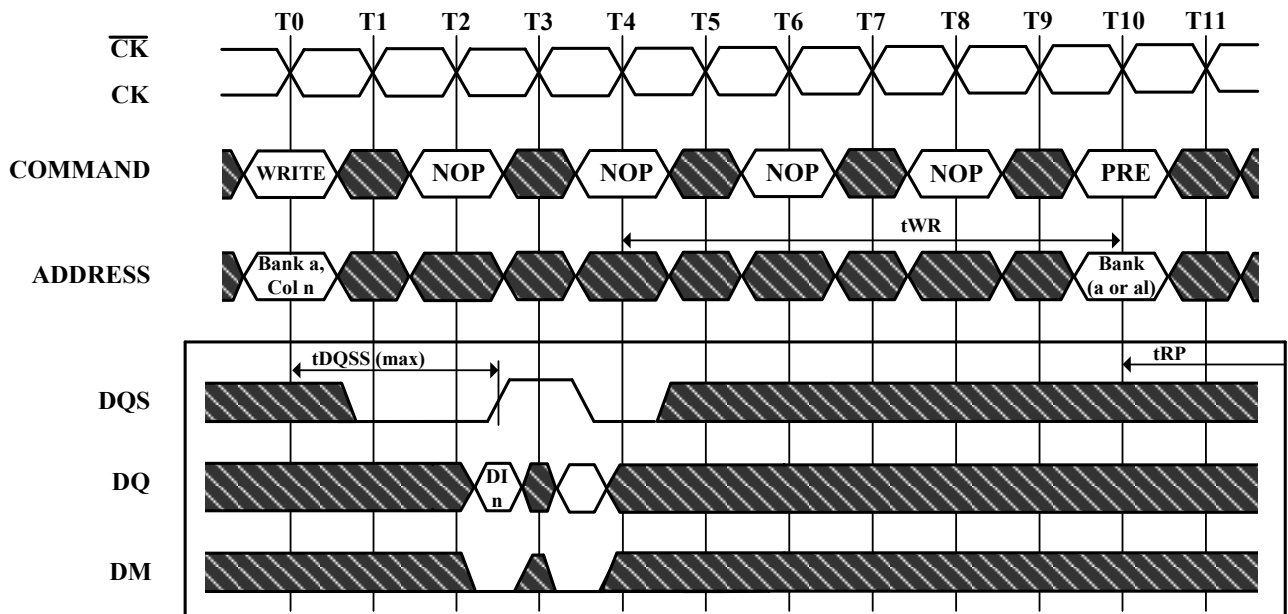 T0 T1 T2 T3 T4 T5 T6 T7 T8 T9 T10 T11
CK
CK
COMMAND WRITE NOP NOP NOP NOP PRE
tWR
ADDRESS Bank a, Col n Bank (a or al)
tDQSS (max) tRP
DQS
DQ DI n
DM